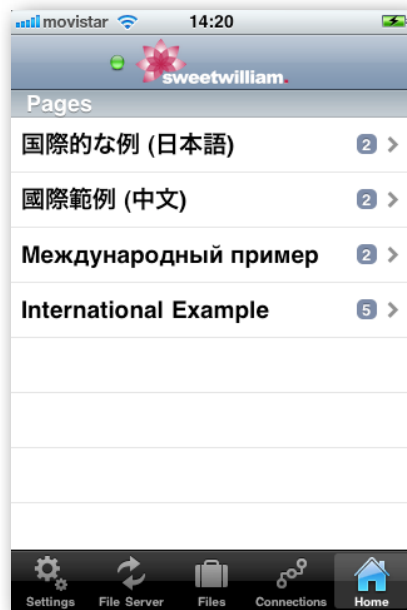 movistar 14:20
sweetwilliam.
Pages
国際的な例 (日本語) 2
國際範例 (中文) 2
Международный пример 2
International Example 5
Settings File Server Files Connections Home